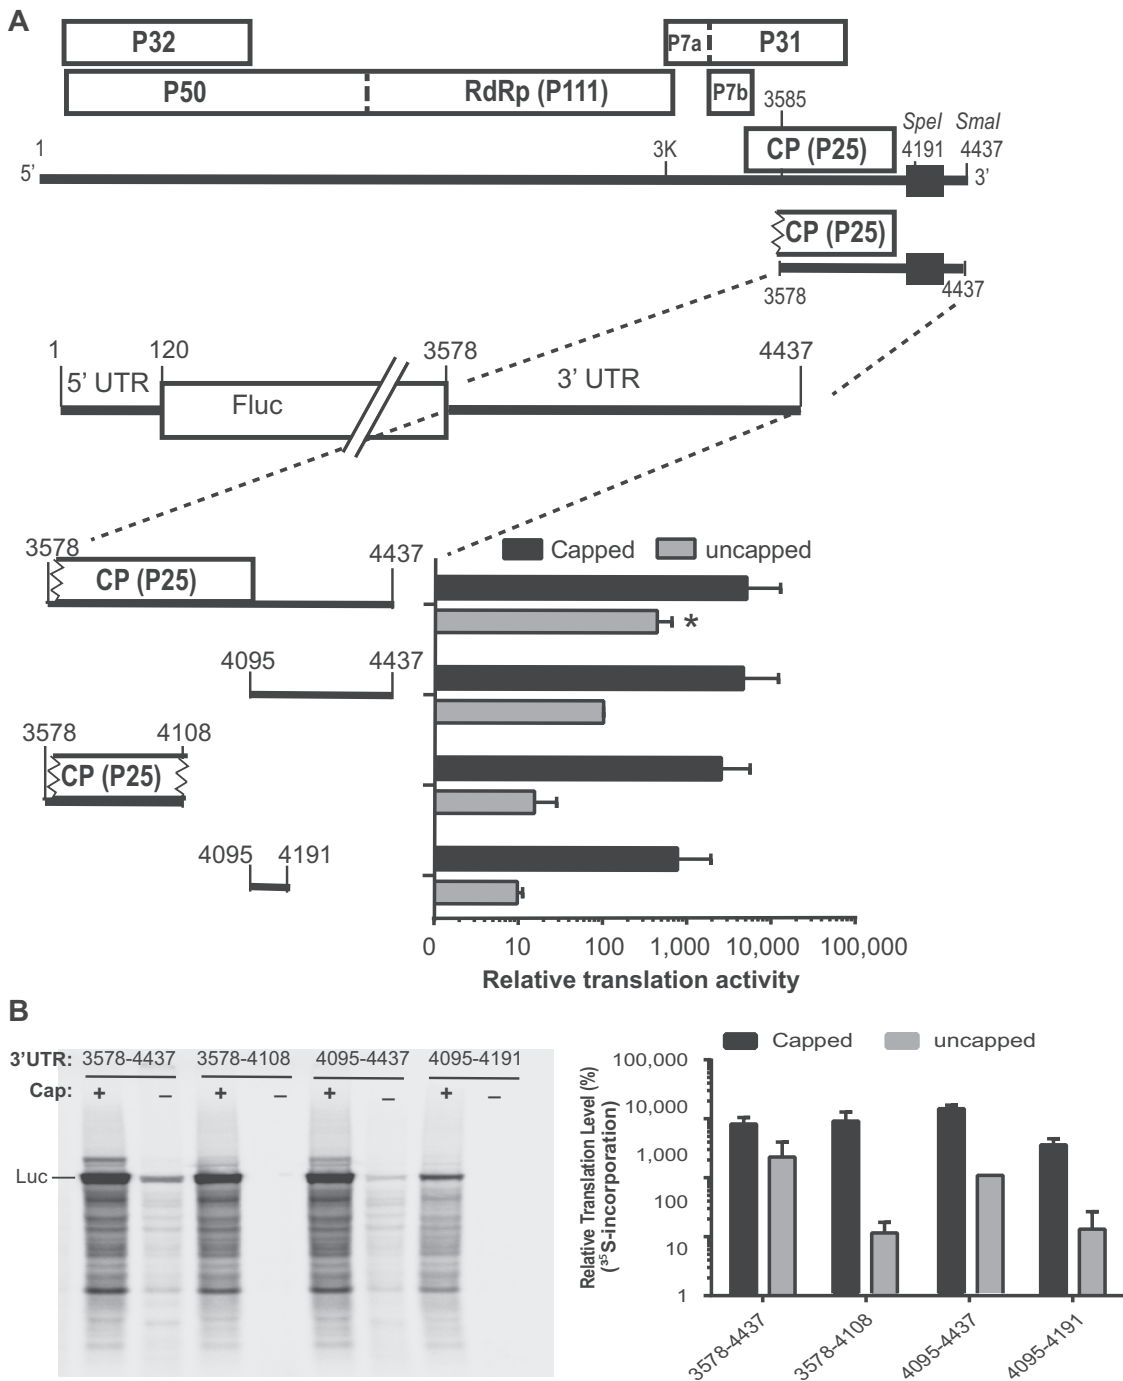 A
P32
P7a
P31
P50
RdRp (P111)
P7b
3585
SpeI
SmaI
1
3K
CP (P25)
4191
4437
5’
3’
CP (P25)
3578
4437
1
120
3578
4437
5’ UTR
3’ UTR
Fluc
3578
4437
Capped
uncapped
CP (P25)
*
4095
4437
3578
4108
CP (P25)
4095
4191
0
10
100
1,000
10,000
100,000
Relative translation activity
B
3’UTR:
3578-4437
3578-4108
4095-4437
4095-4191
Cap:
+
–
+
–
+
–
+
–
Luc
Capped
uncapped
100,000
10,000
1,000
100
10
1
Relative Translation Level (%)
(³⁵S-incorporation)
3578-4437
3578-4108
4095-4437
4095-4191